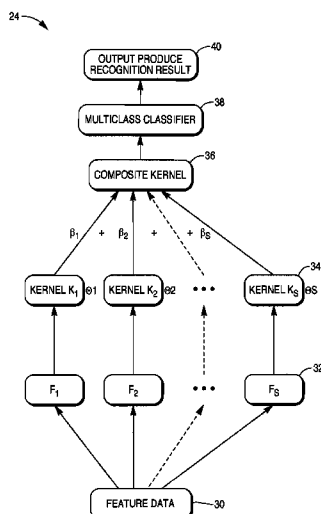 24
40
OUTPUT PRODUCE
RECOGNITION RESULT
38
MULTICLASS CLASSIFIER
36
COMPOSITE KERNEL
β1 + β2 + + βS
34
KERNEL K1 Θ1 KERNEL K2 Θ2 ••• KERNEL KS ΘS
32
F1 F2 ••• FS
FEATURE DATA 30